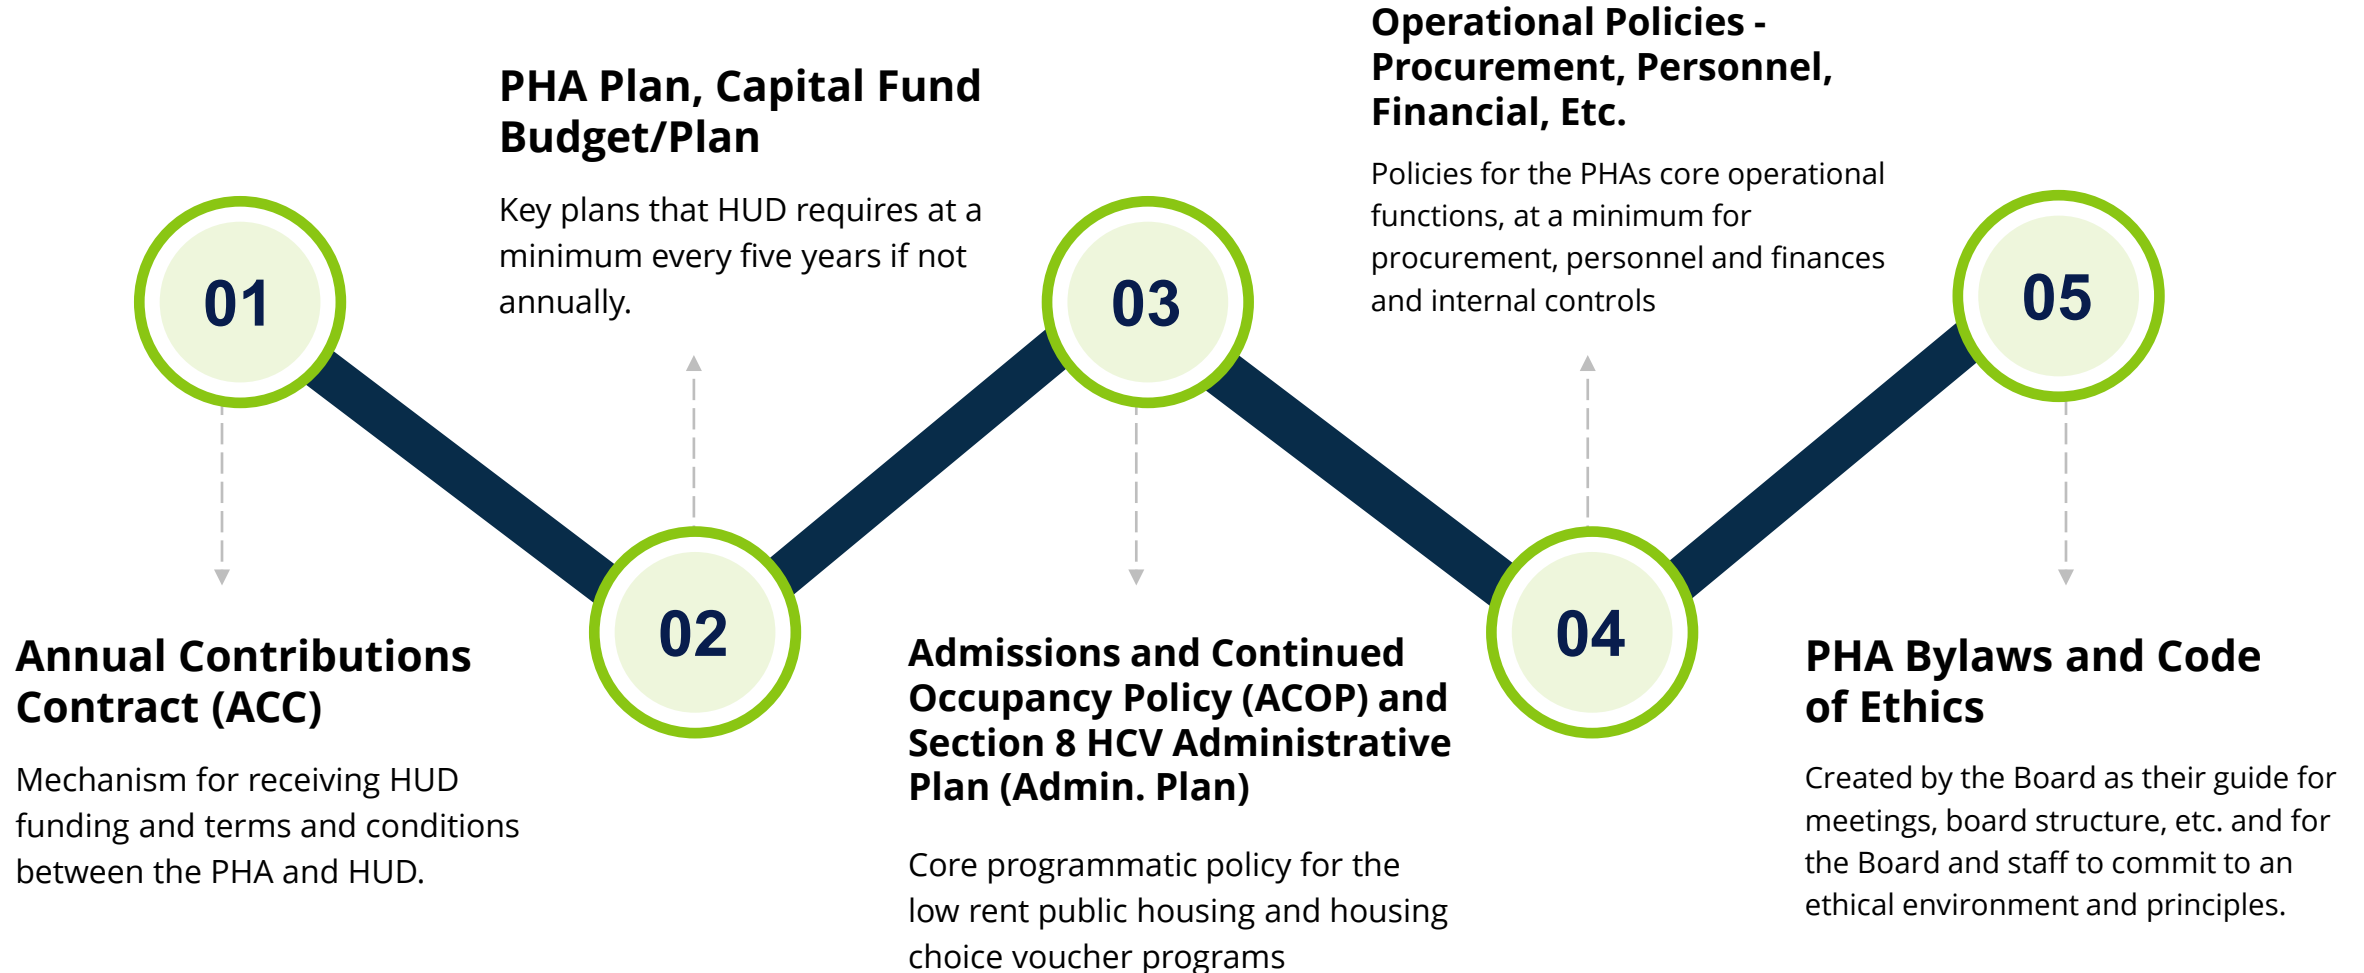 01
Annual Contributions
Contract (ACC)
Mechanism for receiving HUD
funding and terms and conditions
between the PHA and HUD.
02
PHA Plan, Capital Fund
Budget/Plan
Key plans that HUD requires at a
minimum every five years if not
annually.
03
Admissions and Continued
Occupancy Policy (ACOP) and
Section 8 HCV Administrative
Plan (Admin. Plan)
Core programmatic policy for the
low rent public housing and housing
choice voucher programs
04
Operational Policies -
Procurement, Personnel,
Financial, Etc.
Policies for the PHAs core operational
functions, at a minimum for
procurement, personnel and finances
and internal controls
05
PHA Bylaws and Code
of Ethics
Created by the Board as their guide for
meetings, board structure, etc. and for
the Board and staff to commit to an
ethical environment and principles.